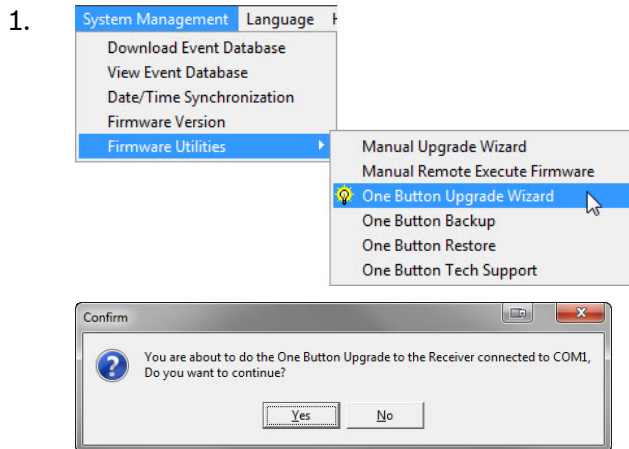 1.
System Management Language
Download Event Database
View Event Database
Date/Time Synchronization
Firmware Version
Firmware Utilities
Manual Upgrade Wizard
Manual Remote Execute Firmware
One Button Upgrade Wizard
One Button Backup
One Button Restore
One Button Tech Support
Confirm
You are about to do the One Button Upgrade to the Receiver connected to COM1,
Do you want to continue?
Yes No